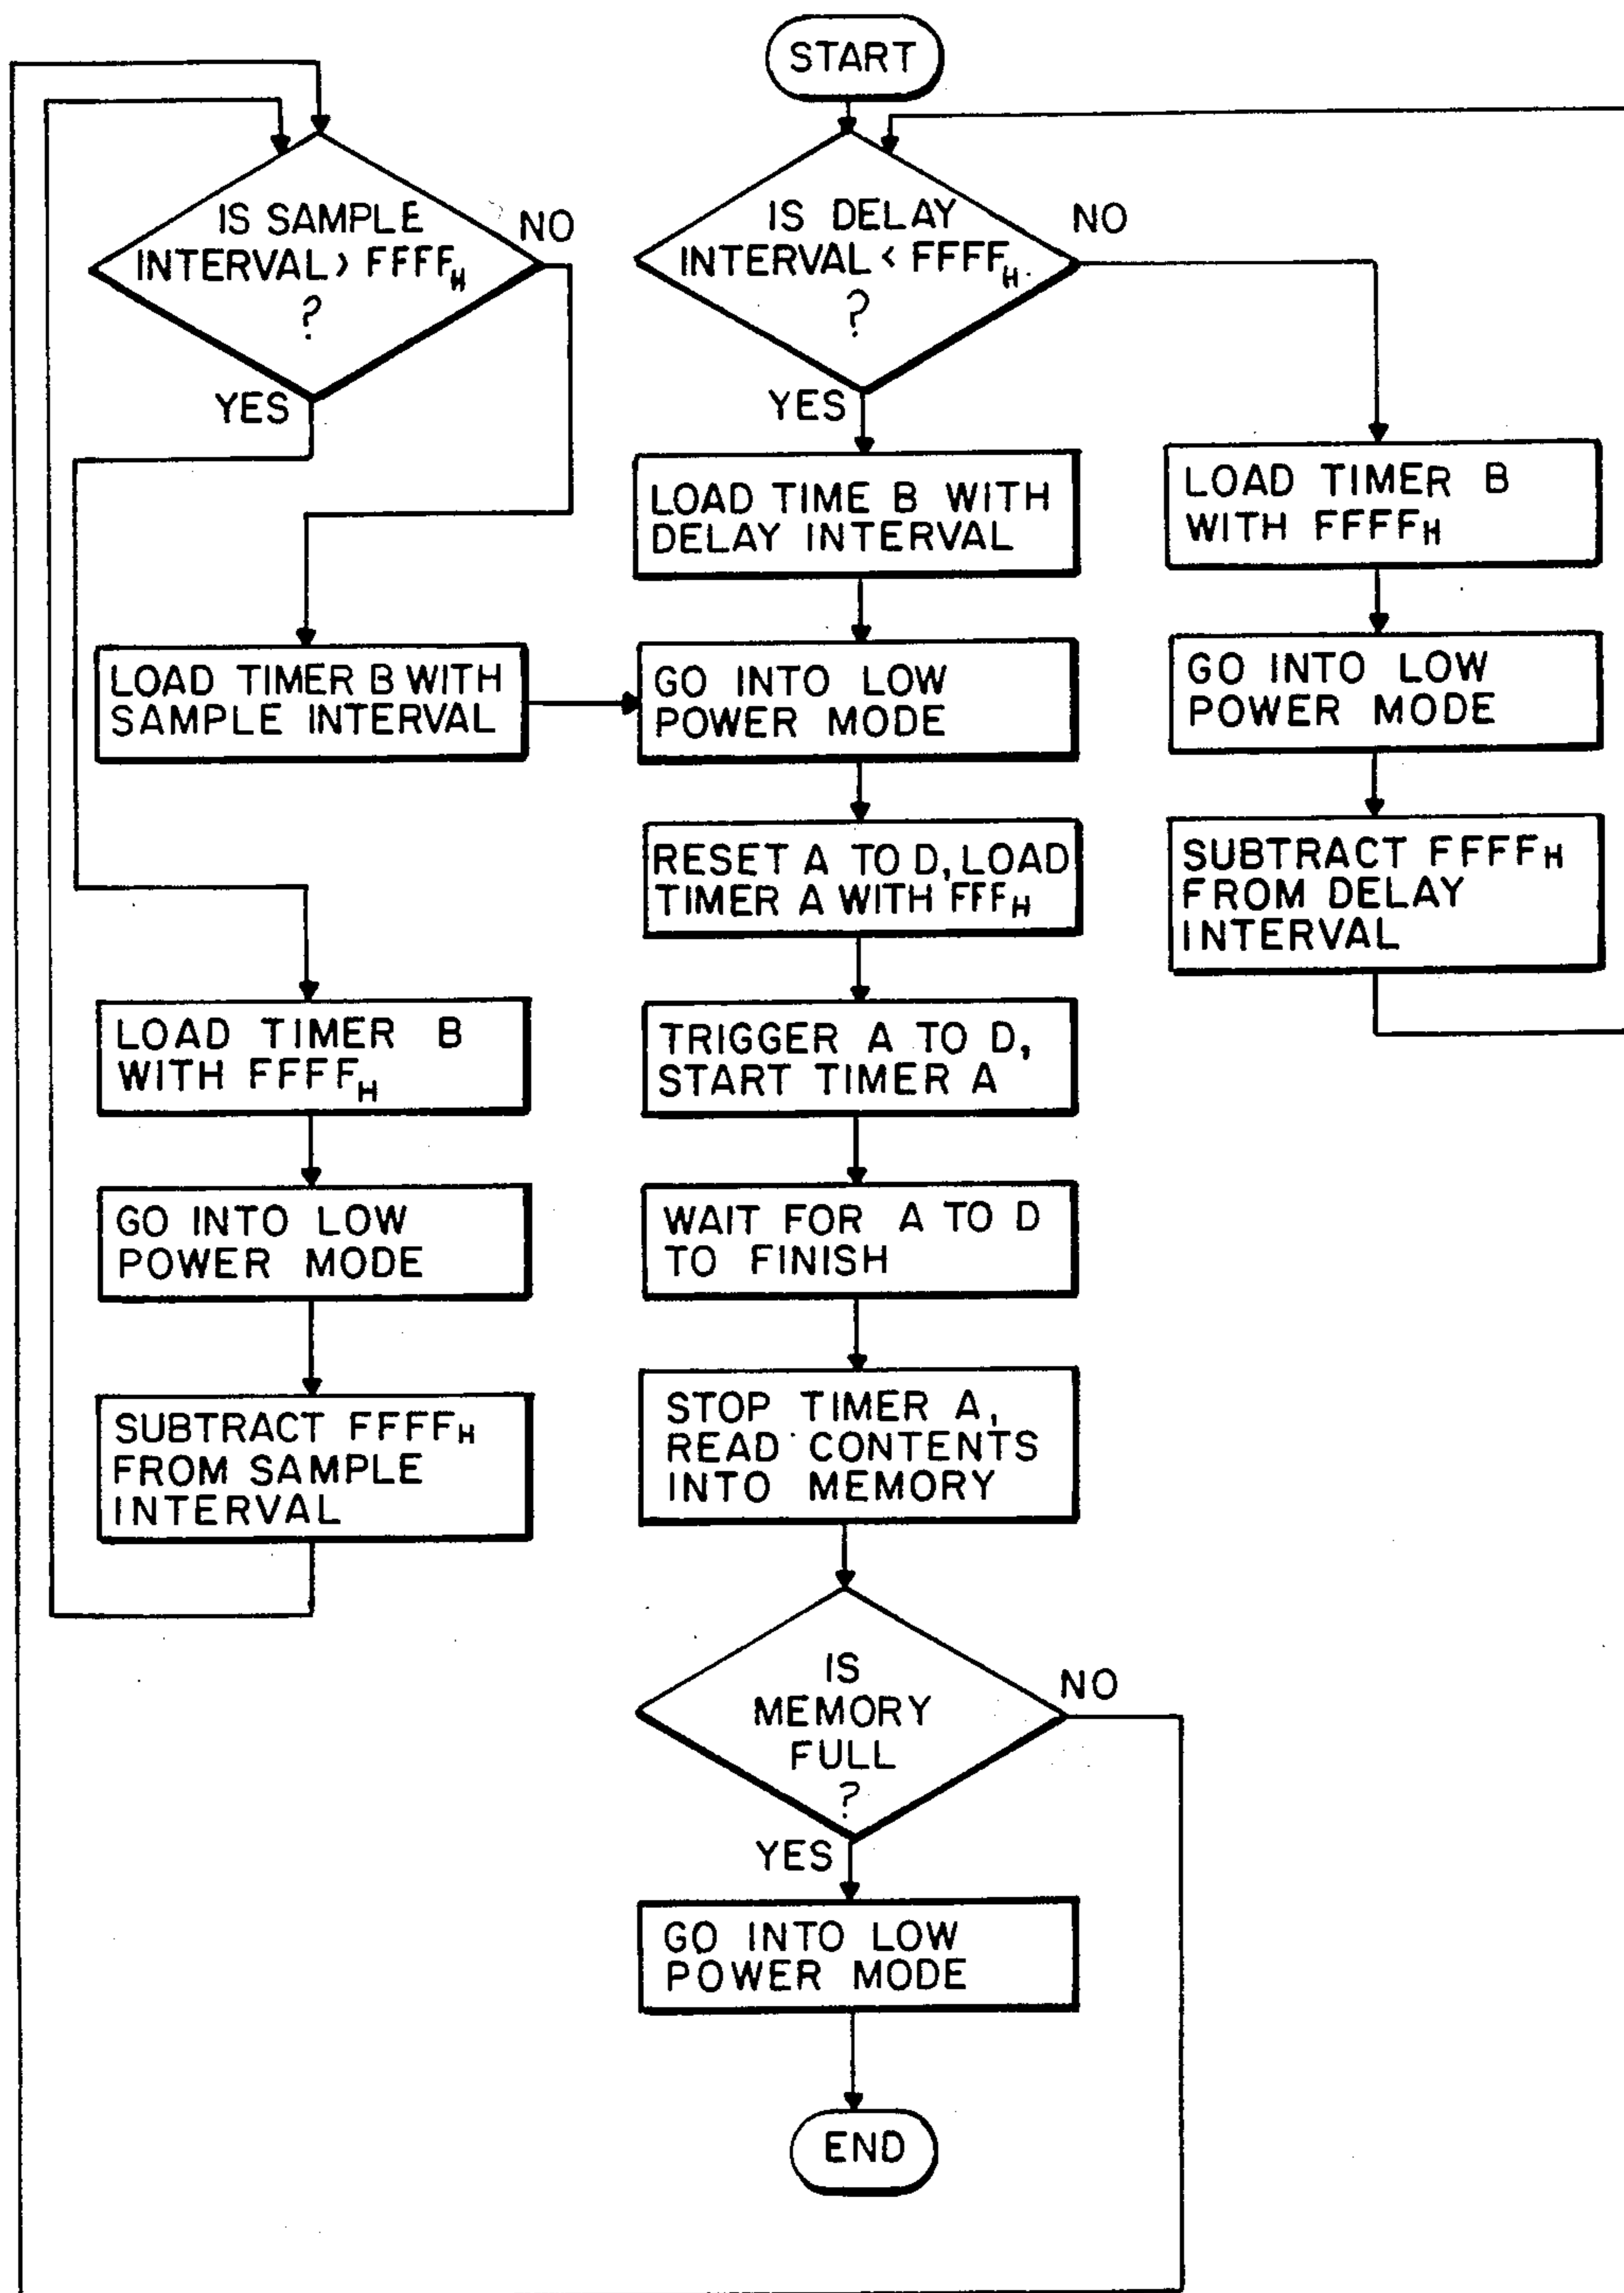 START
IS SAMPLE
INTERVAL > FFFFH
?
NO
YES
IS DELAY
INTERVAL < FFFFH
?
NO
YES
LOAD TIME B WITH
DELAY INTERVAL
LOAD TIMER B
WITH FFFFH
LOAD TIMER B WITH
SAMPLE INTERVAL
GO INTO LOW
POWER MODE
GO INTO LOW
POWER MODE
RESET A TO D, LOAD
TIMER A WITH FFFH
SUBTRACT FFFFH
FROM DELAY
INTERVAL
LOAD TIMER B
WITH FFFFH
TRIGGER A TO D,
START TIMER A
GO INTO LOW
POWER MODE
WAIT FOR A TO D
TO FINISH
SUBTRACT FFFFH
FROM SAMPLE
INTERVAL
STOP TIMER A,
READ CONTENTS
INTO MEMORY
IS
MEMORY
FULL
?
NO
YES
GO INTO LOW
POWER MODE
END